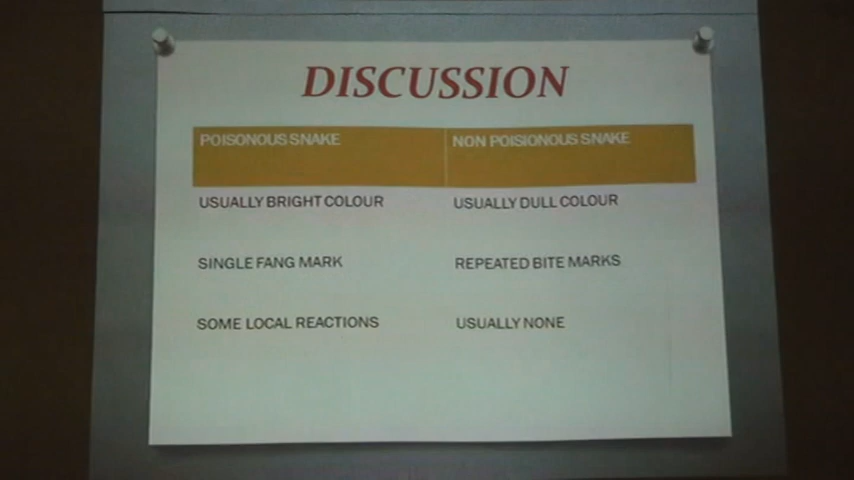 DISCUSSION
POISONOUS SNAKE NON POISIONOUS SNAKE
USUALLY BRIGHT COLOUR USUALLY DULL COLOUR
SINGLE FANG MARK REPEATED BITE MARKS
SOME LOCAL REACTIONS USUALLY NONE